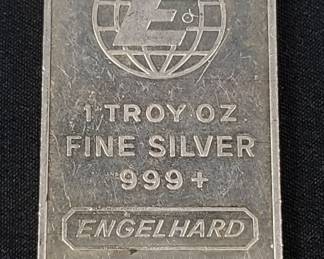 E
1 TROY OZ
FINE SILVER
999+
ENGELHARD